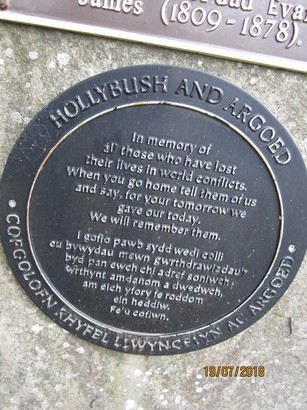 James (1809-1878).
HOLLYBUSH AND ARGOED
In memory of
all those who have lost
their lives in world conflicts.
When you go home tell them of us
and say, for your tomorrow we
gave our today.
We will remember them.
I gofio pawb sydd wedi colli
eu bywydau mewn gwrthdrawiadau'r
byd pan ewch chi adref soniwch
wrthynt amdanom a dwedwch,
am eich yfory fe roddom
ein heddiw.
Fe'u cofiwn.
COFGOLOFN RHYFEL LLWYNCELYN AC ARGOED
19/07/2018